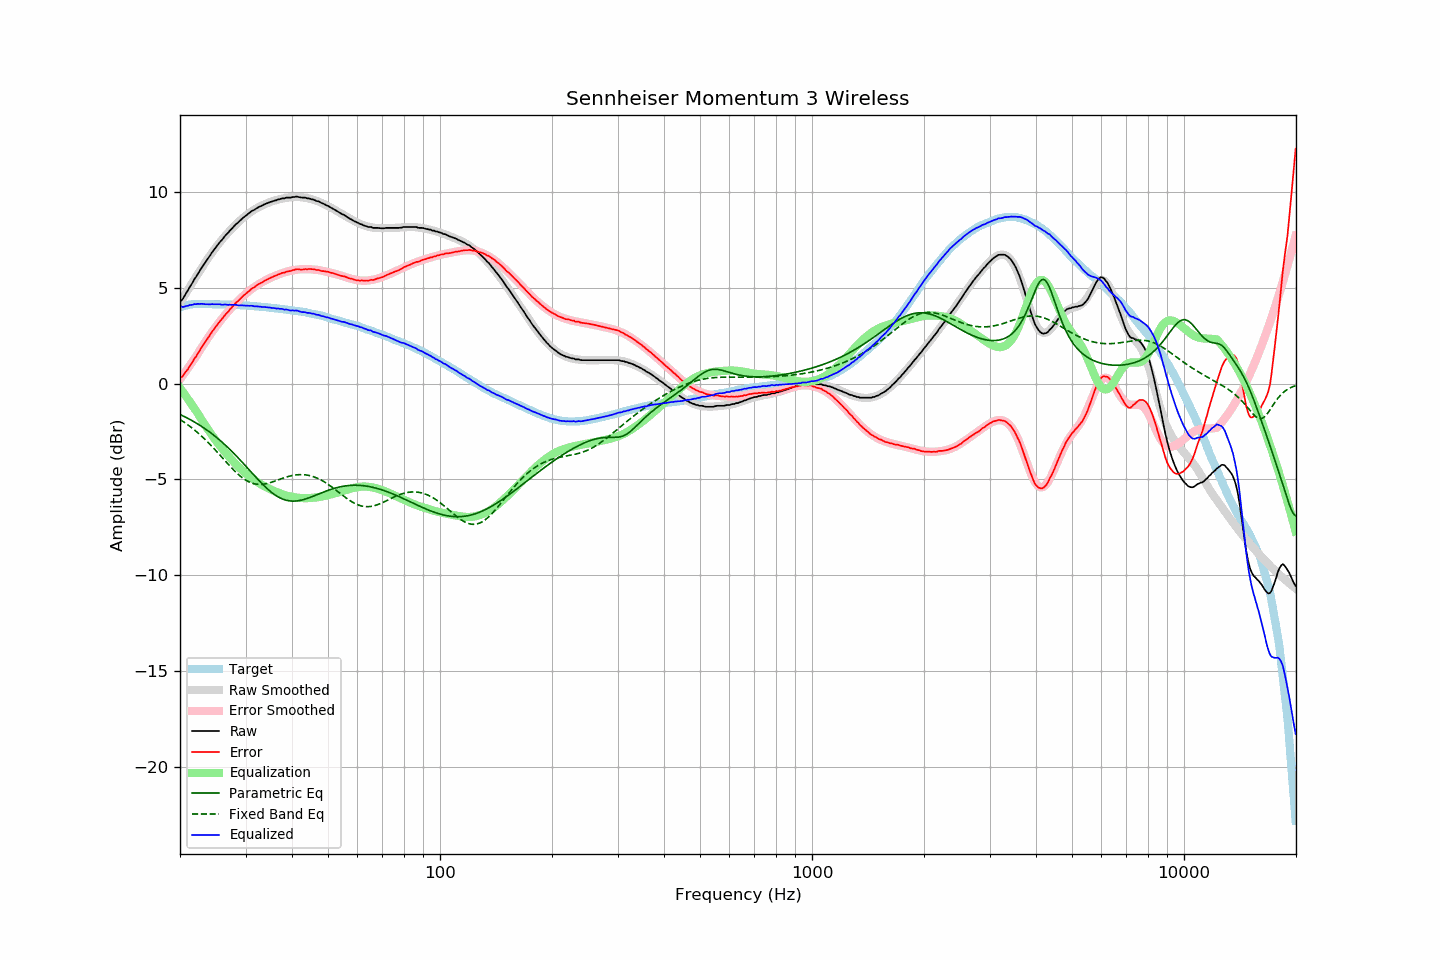 Sennheiser Momentum 3 Wireless
Amplitude (dBr)
10
5
0
−5
−10
−15
−20
Target
Raw Smoothed
Error Smoothed
Raw
Error
Equalization
Parametric Eq
Fixed Band Eq
Equalized
100
1000
10000
Frequency (Hz)